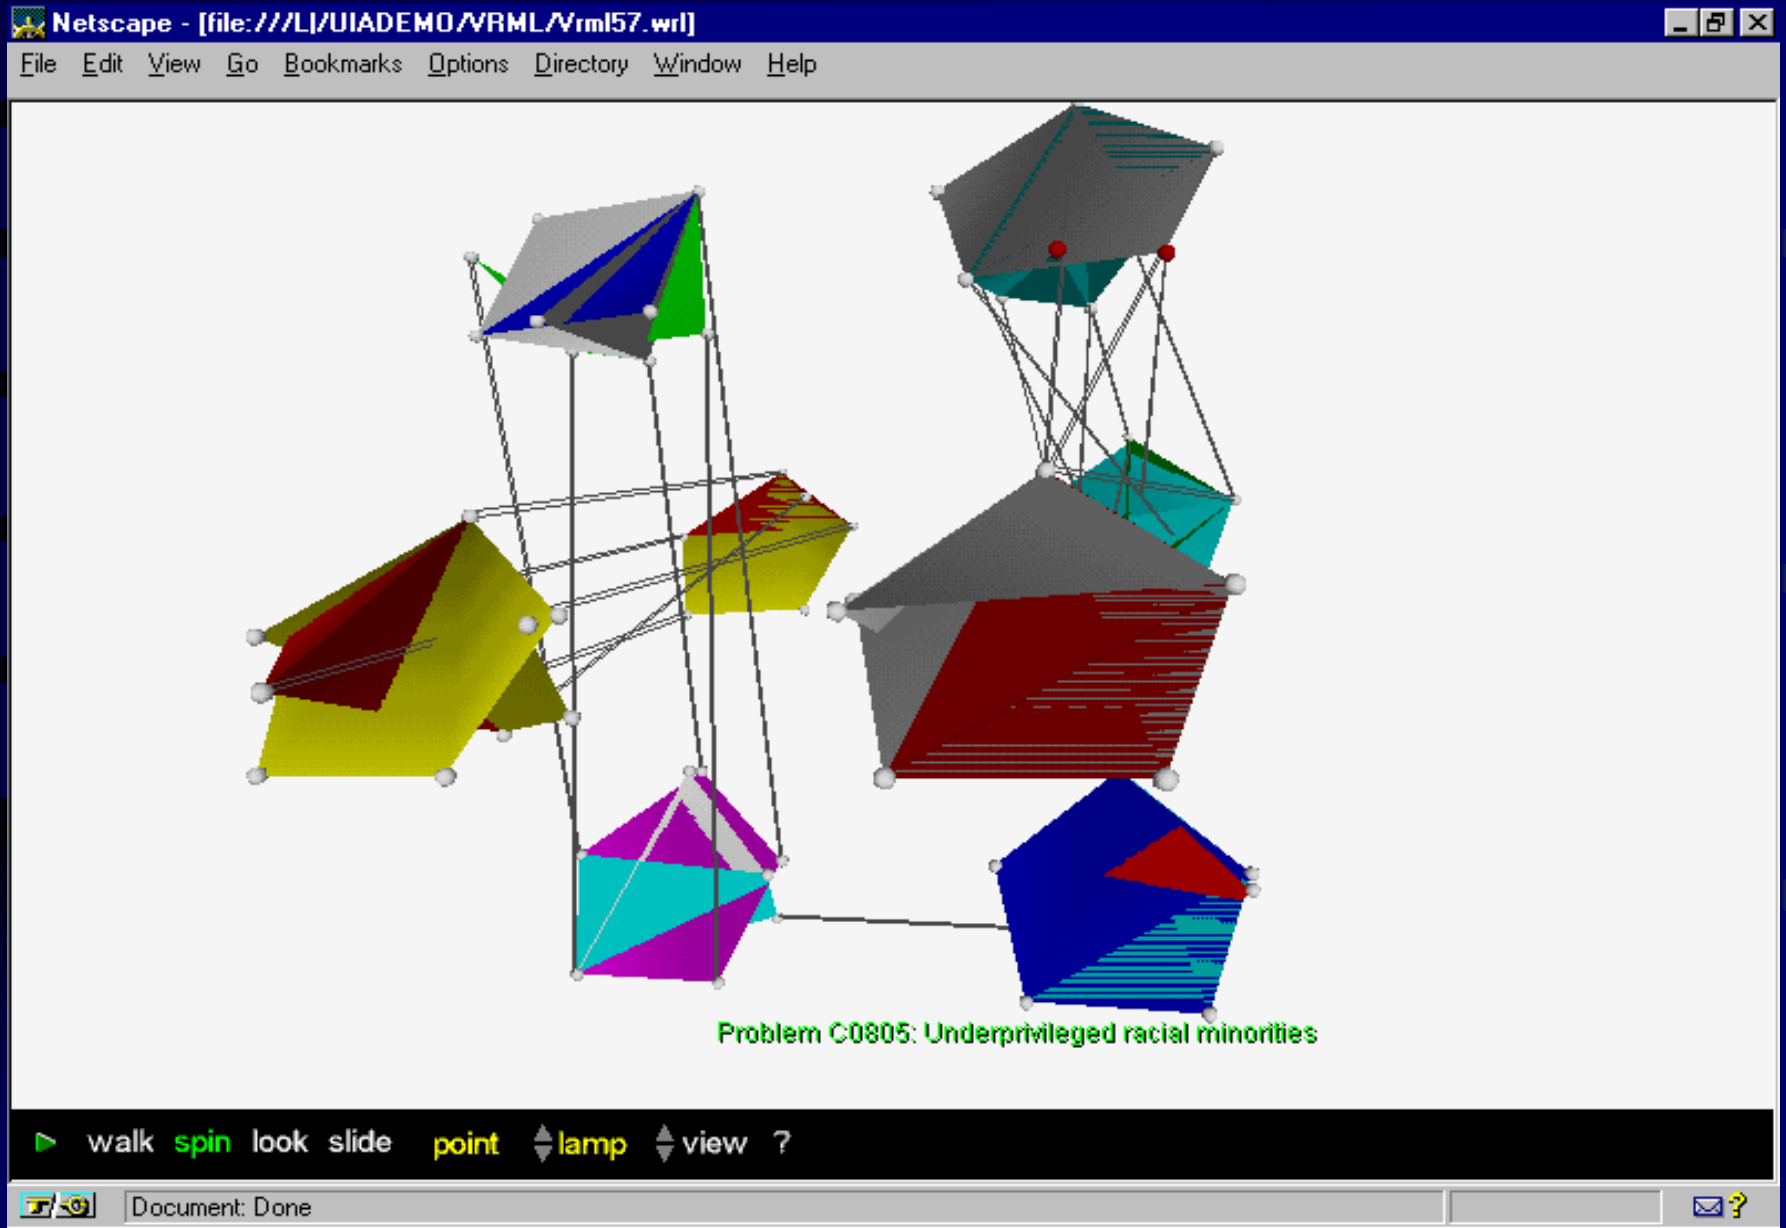 Netscape - [file:///L|/UIADEMO/VRML/Vrml57.wrl]
File Edit View Go Bookmarks Options Directory Window Help
Problem C0805: Underprivileged racial minorities
walk spin look slide point lamp view ?
Document: Done